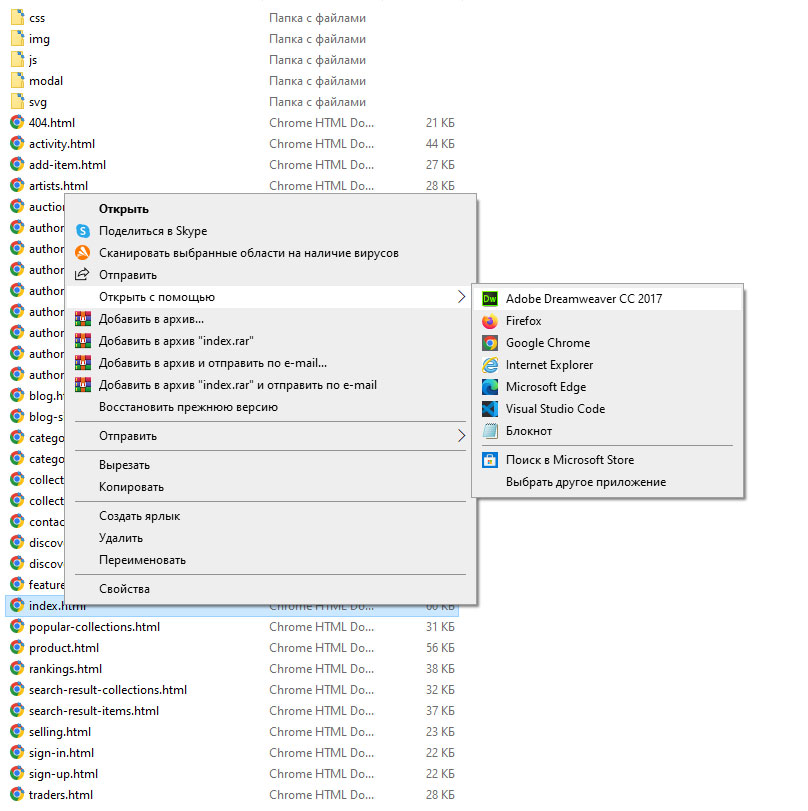 css Папка с файлами
img Папка с файлами
js Папка с файлами
modal Папка с файлами
svg Папка с файлами
404.html Chrome HTML Do... 21 КБ
activity.html Chrome HTML Do... 44 КБ
add-item.html Chrome HTML Do... 27 КБ
artists.html Chrome HTML Do... 28 КБ
auction
author
author
author
author
author
author
author
author
blog.h
blog-s
catego
catego
collect
collect
contac
discov
discov
feature
Открыть
Поделиться в Skype
Сканировать выбранные области на наличие вирусов
Отправить
Открыть с помощью
Добавить в архив...
Добавить в архив "index.rar"
Добавить в архив и отправить по e-mail...
Добавить в архив "index.rar" и отправить по e-mail
Восстановить прежнюю версию
Отправить
Вырезать
Копировать
Создать ярлык
Удалить
Переименовать
Свойства
Adobe Dreamweaver CC 2017
Firefox
Google Chrome
Internet Explorer
Microsoft Edge
Visual Studio Code
Блокнот
Поиск в Microsoft Store
Выбрать другое приложение
index.html Chrome HTML Do... 60 КБ
popular-collections.html Chrome HTML Do... 31 КБ
product.html Chrome HTML Do... 56 КБ
rankings.html Chrome HTML Do... 38 КБ
search-result-collections.html Chrome HTML Do... 32 КБ
search-result-items.html Chrome HTML Do... 37 КБ
selling.html Chrome HTML Do... 23 КБ
sign-in.html Chrome HTML Do... 22 КБ
sign-up.html Chrome HTML Do... 22 КБ
traders.html Chrome HTML Do... 28 КБ